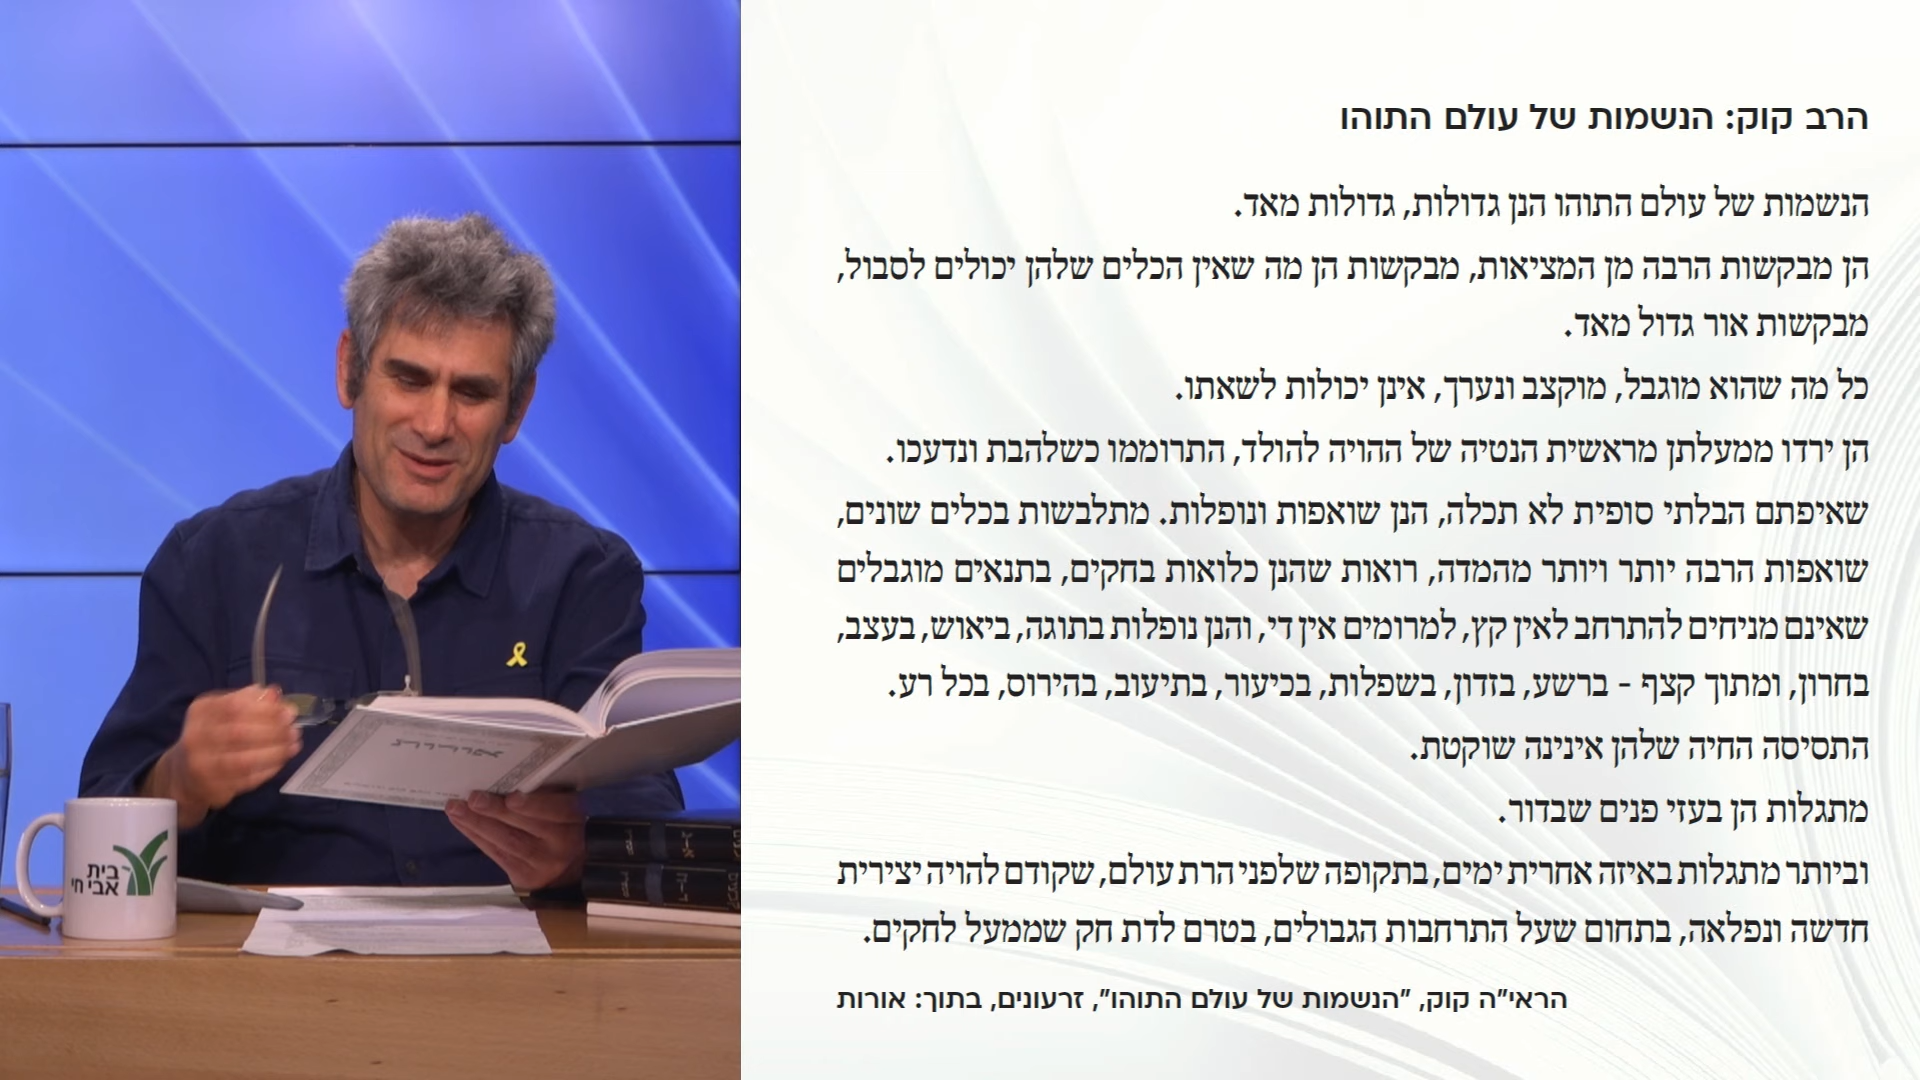 הרב קוק: הנשמות של עולם התוהו
הנשמות של עולם התוהו הנן גדולות, גדולות מאד.
הן מבקשות הרבה מן המציאות, מבקשות הן מה שאין הכלים שלהן יכולים לסבול,
מבקשות אור גדול מאד.
כל מה שהוא מוגבל, מוקצב ונערך, אינן יכולות לשאתו.
הן ירדו ממעלתן מראשית הנטיה של ההויה להולד, התרוממו כשלהבת ונדעכו.
שאיפתם הבלתי סופית לא תכלה, הנן שואפות ונופלות. מתלבשות בכלים שונים,
שואפות הרבה יותר ויותר מהמדה, רואות שהנן כלואות בחקים, בתנאים מוגבלים
שאינם מניחים להתרחב לאין קץ, למרומים אין די, והנן נופלות בתוגה, ביאוש, בעצב,
בחרון, ומתוך קצף - ברשע, בזדון, בשפלות, בכיעור, בתיעוב, בהירוס, בכל רע.
התסיסה החיה שלהן אינינה שוקטת.
מתגלות הן בעזי פנים שבדור.
וביותר מתגלות באיזה אחרית ימים, בתקופה שלפני הרת עולם, שקודם להויה יצירית
חדשה ונפלאה, בתחום שעל התרחבות הגבולים, בטרם לדת חק שממעל לחקים.
הראי"ה קוק, "הנשמות של עולם התוהו", זרעונים, בתוך: אורות
בית
אבי חי